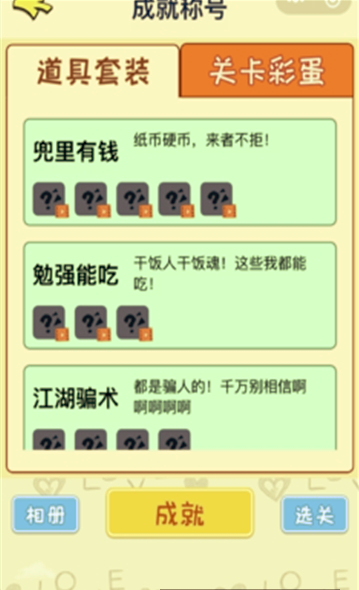 成就称号
道具套装
关卡彩蛋
兜里有钱
纸币硬币，来者不拒！
勉强能吃
干饭人干饭魂！这些我都能
吃！
江湖骗术
都是骗人的！千万别相信啊
啊啊啊啊
相册
成就
选关